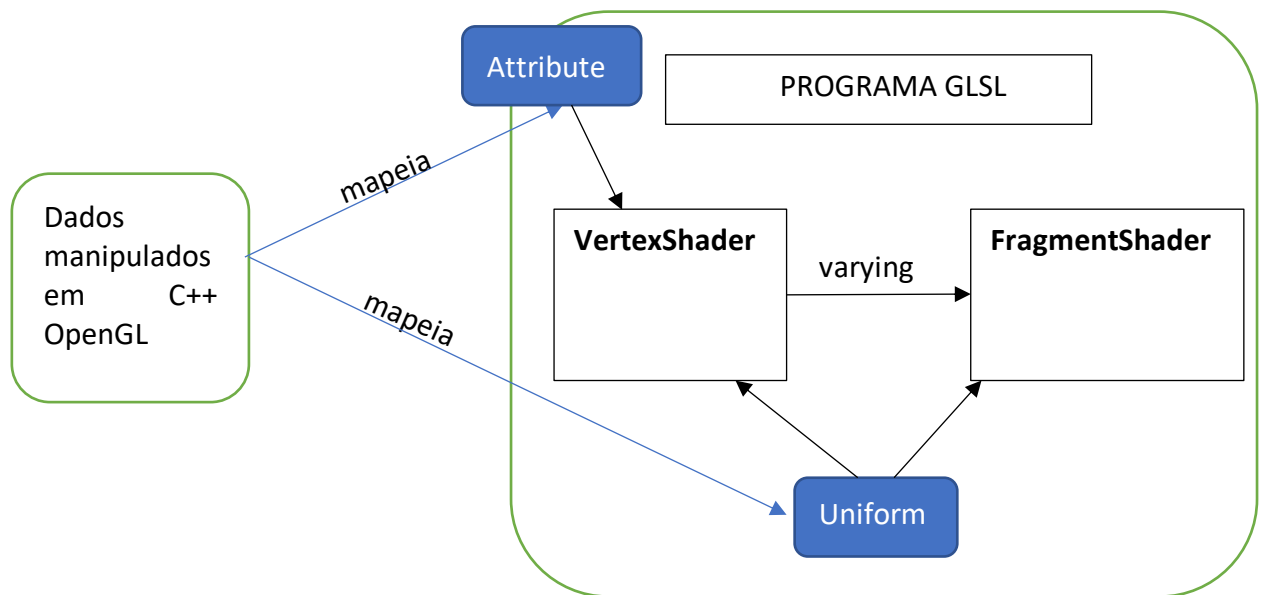 Attribute
PROGRAMA GLSL
mapeia
Dados
manipulados
em C++
OpenGL
VertexShader
varying
FragmentShader
mapeia
Uniform